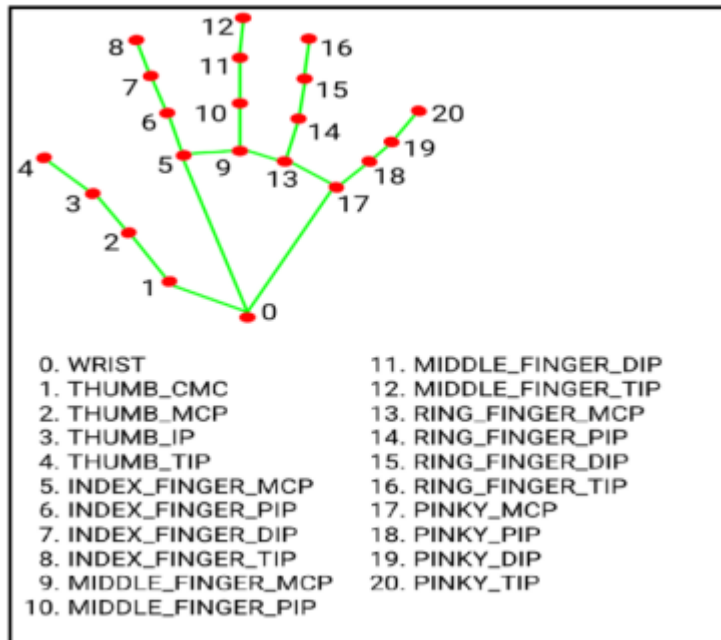 12
8
16
11
7
15
10
6
14
20
4
5
9
13
19
18
3
17
2
1
0
0. WRIST
1. THUMB_CMC
2. THUMB_MCP
3. THUMB_IP
4. THUMB_TIP
5. INDEX_FINGER_MCP
6. INDEX_FINGER_PIP
7. INDEX_FINGER_DIP
8. INDEX_FINGER_TIP
9. MIDDLE_FINGER_MCP
10. MIDDLE_FINGER_PIP
11. MIDDLE_FINGER_DIP
12. MIDDLE_FINGER_TIP
13. RING_FINGER_MCP
14. RING_FINGER_PIP
15. RING_FINGER_DIP
16. RING_FINGER_TIP
17. PINKY_MCP
18. PINKY_PIP
19. PINKY_DIP
20. PINKY_TIP